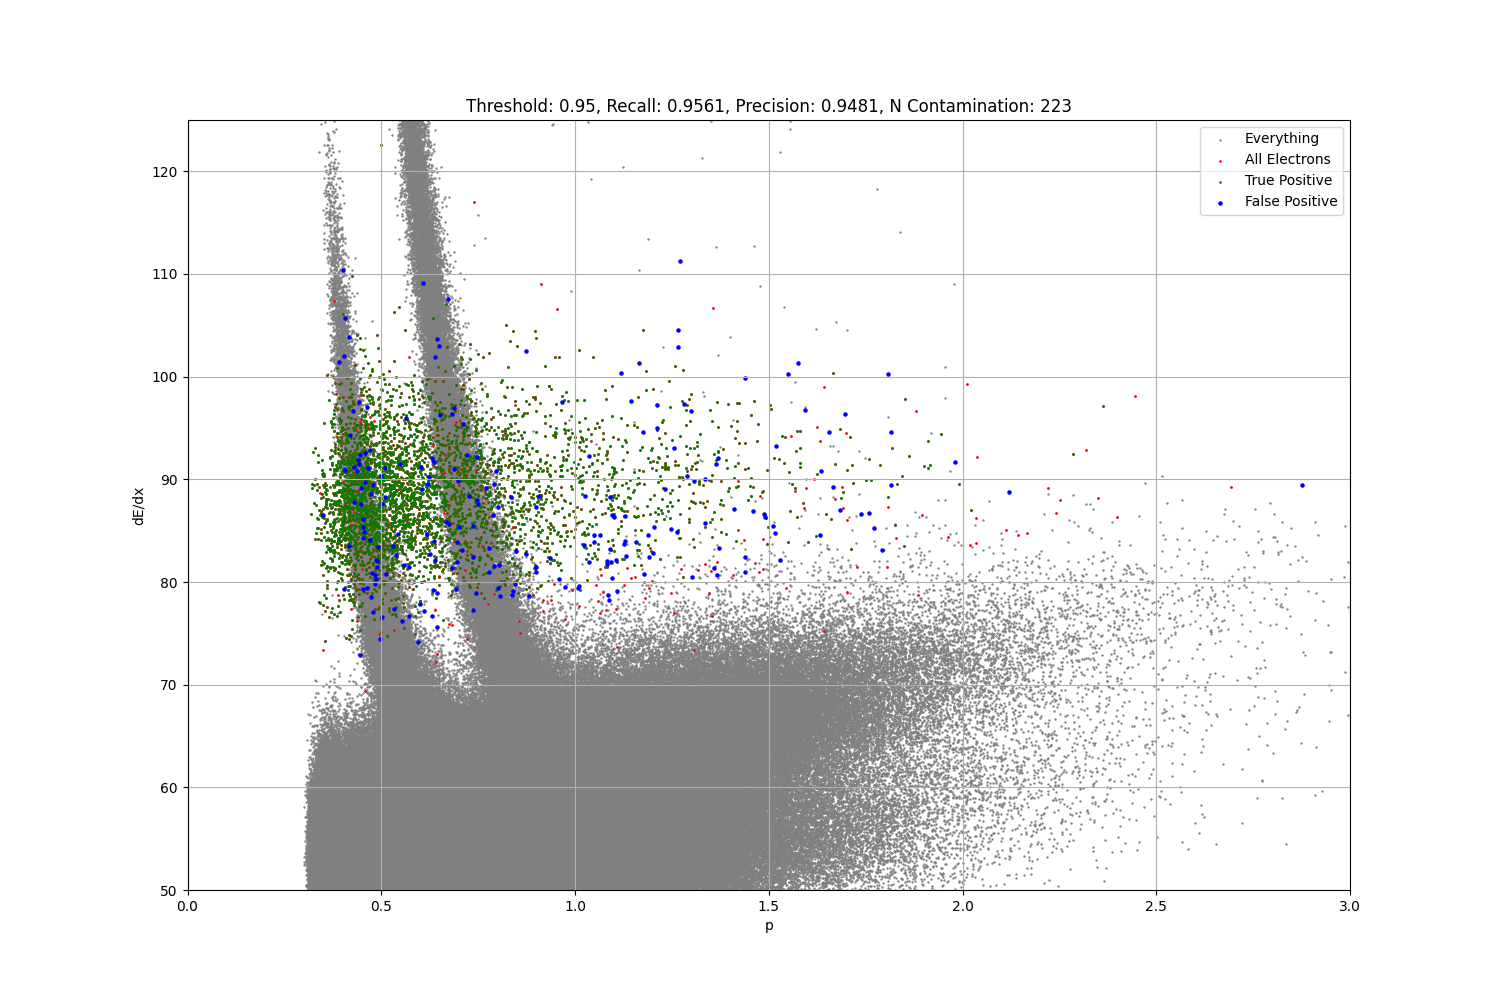 Threshold: 0.95, Recall: 0.9561, Precision: 0.9481, N Contamination: 223
Everything
All Electrons
True Positive
False Positive
120
110
100
90
80
70
60
50
dE/dx
0.0 0.5 1.0 1.5 2.0 2.5 3.0
p